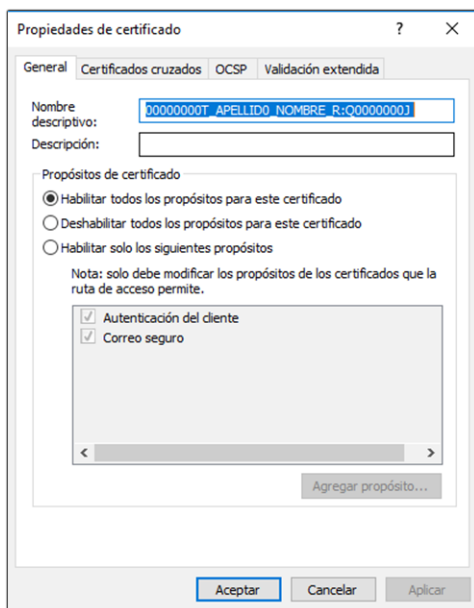 Propiedades de certificado
General Certificados cruzados OCSP Validación extendida
Nombre descriptivo: 00000000T_APELLIDO_NOMBRE_R:Q0000000J
Descripción:
Propósitos de certificado
Habilitar todos los propósitos para este certificado
Deshabilitar todos los propósitos para este certificado
Habilitar solo los siguientes propósitos
Nota: solo debe modificar los propósitos de los certificados que la
ruta de acceso permite.
Autenticación del cliente
Correo seguro
Agregar propósito...
Aceptar Cancelar Aplicar